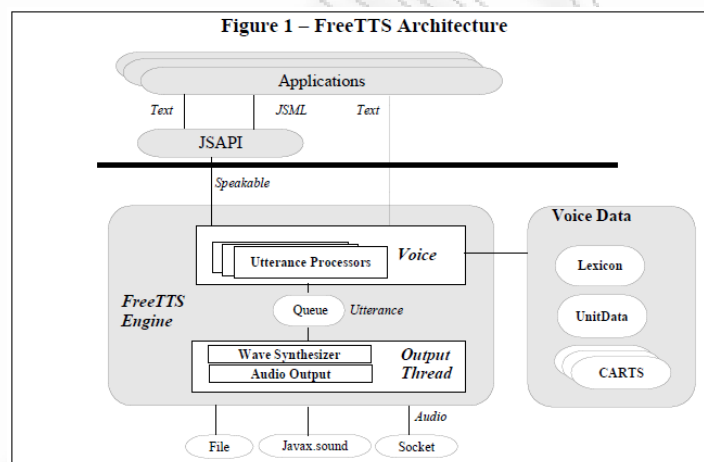 Figure 1 – FreeTTS Architecture
Applications
Text
JSML
Text
JSAPI
Speakable
Voice Data
Voice
Utterance Processors
Lexicon
FreeTTS
Engine
Queue
Utterance
UnitData
Wave Synthesizer
Audio Output
Output
Thread
CARTS
Audio
File
Javax.sound
Socket